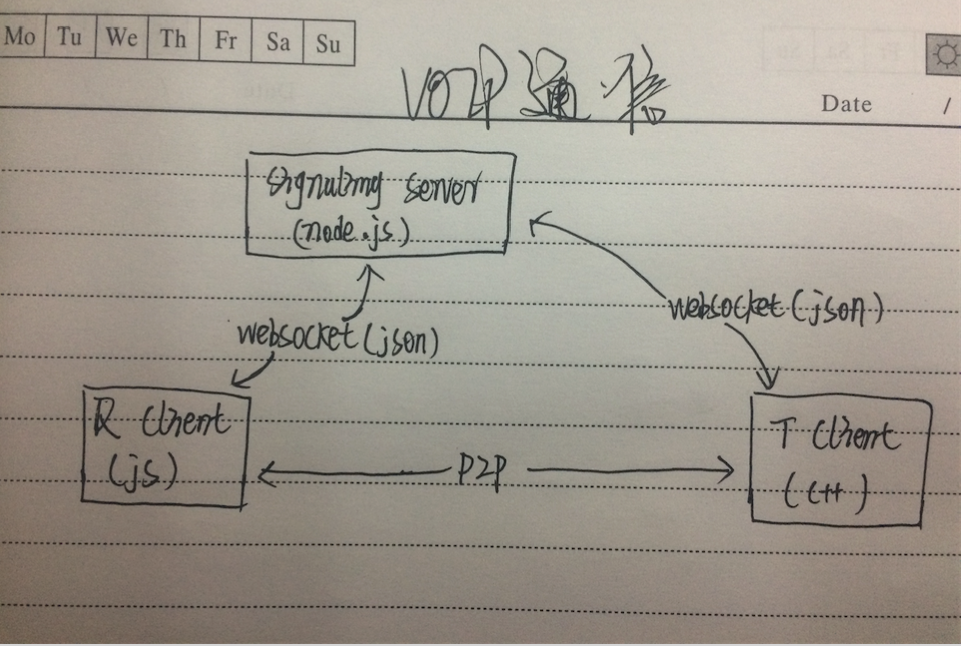 Mo Tu We Th Fr Sa Su
VOIP 通信
Date /
Signaling server
(node.js)
websocket (json)
websocket (json)
R Client
(js)
P2P
T Client
(C++)